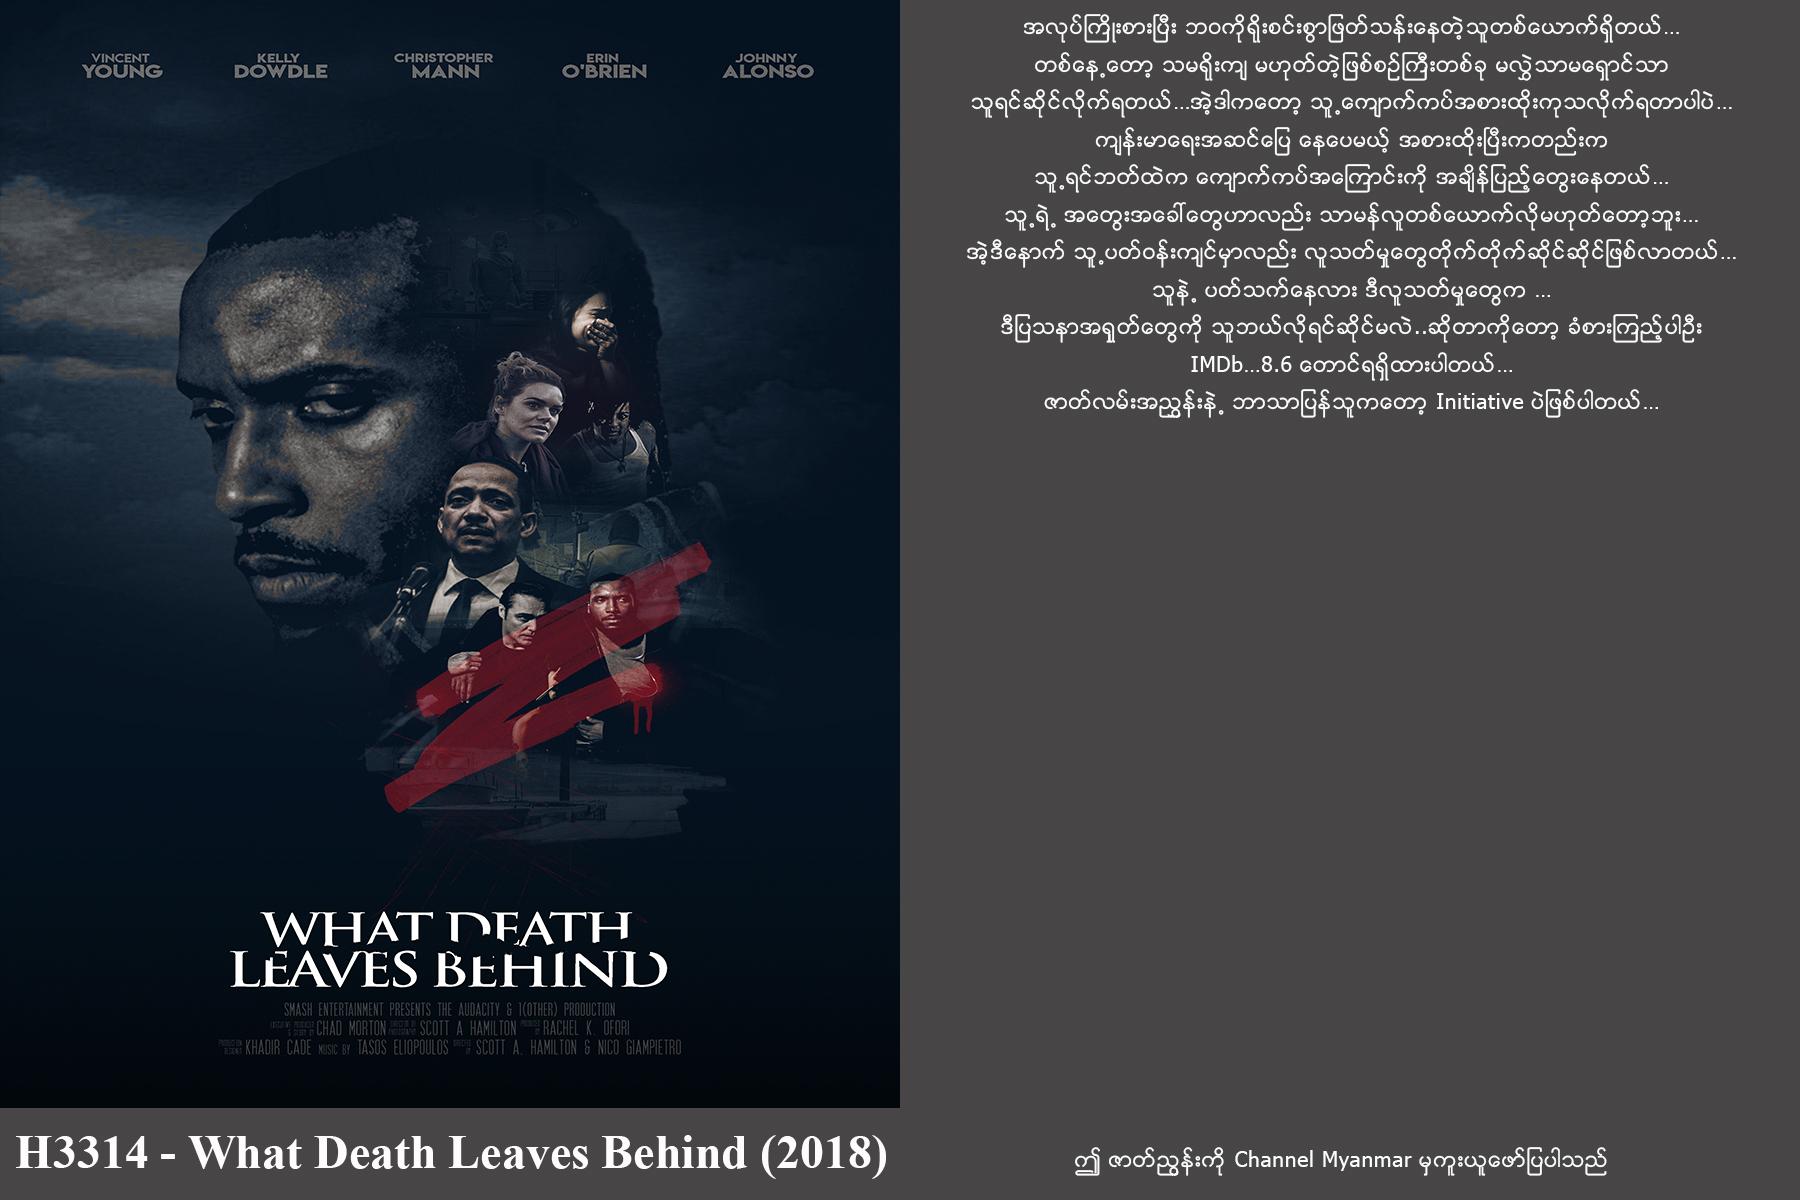 VINCENT YOUNG
KELLY DOWDLE
CHRISTOPHER MANN
ERIN O'BRIEN
JOHNNY ALONSO
WHAT DEATH
LEAVES BEHIND
SMASH ENTERTAINMENT PRESENTS THE AUDACITY & 1(OTHER) PRODUCTION
CHAD MORTON SCOTT A HAMILTON RACHEL K. OFORI
KHADIR CADE MUSIC BY TASOS ELIOPOULOS SCOTT A. HAMILTON & NICO GIAMPIETRO
H3314 - What Death Leaves Behind (2018)
အလုပ်ကြိုးစားပြီး ဘဝကိုရိုးစင်းစွာဖြတ်သန်းနေတဲ့သူတစ်ယောက်ရှိတယ်...
တစ်နေ့တော့ သမရိုးကျ မဟုတ်တဲ့ဖြစ်စဉ်ကြီးတစ်ခု မလွှဲသာမရှောင်သာ
သူရင်ဆိုင်လိုက်ရတယ်...အဲ့ဒါကတော့ သူ့ကျောက်ကပ်အစားထိုးကုသလိုက်ရတာပါပဲ...
ကျန်းမာရေးအဆင်ပြေ နေပေမယ့် အစားထိုးပြီးကတည်းက
သူ့ရင်ဘတ်ထဲက ကျောက်ကပ်အကြောင်းကို အချိန်ပြည့်တွေးနေတယ်...
သူ့ရဲ့ အတွေးအခေါ်တွေဟာလည်း သာမန်လူတစ်ယောက်လိုမဟုတ်တော့ဘူး...
အဲ့ဒီနောက် သူ့ပတ်ဝန်းကျင်မှာလည်း လူသတ်မှုတွေတိုက်တိုက်ဆိုင်ဆိုင်ဖြစ်လာတယ်...
သူနဲ့ ပတ်သက်နေလား ဒီလူသတ်မှုတွေက ...
ဒီပြသနာအရှုတ်တွေကို သူဘယ်လိုရင်ဆိုင်မလဲ..ဆိုတာကိုတော့ ခံစားကြည့်ပါဦး
IMDb...8.6 တောင်ရရှိထားပါတယ်...
ဇာတ်လမ်းအညွှန်းနဲ့ ဘာသာပြန်သူကတော့ Initiative ပဲဖြစ်ပါတယ်...
ဤ ဇာတ်ညွန်းကို Channel Myanmar မှကူးယူဖော်ပြပါသည်